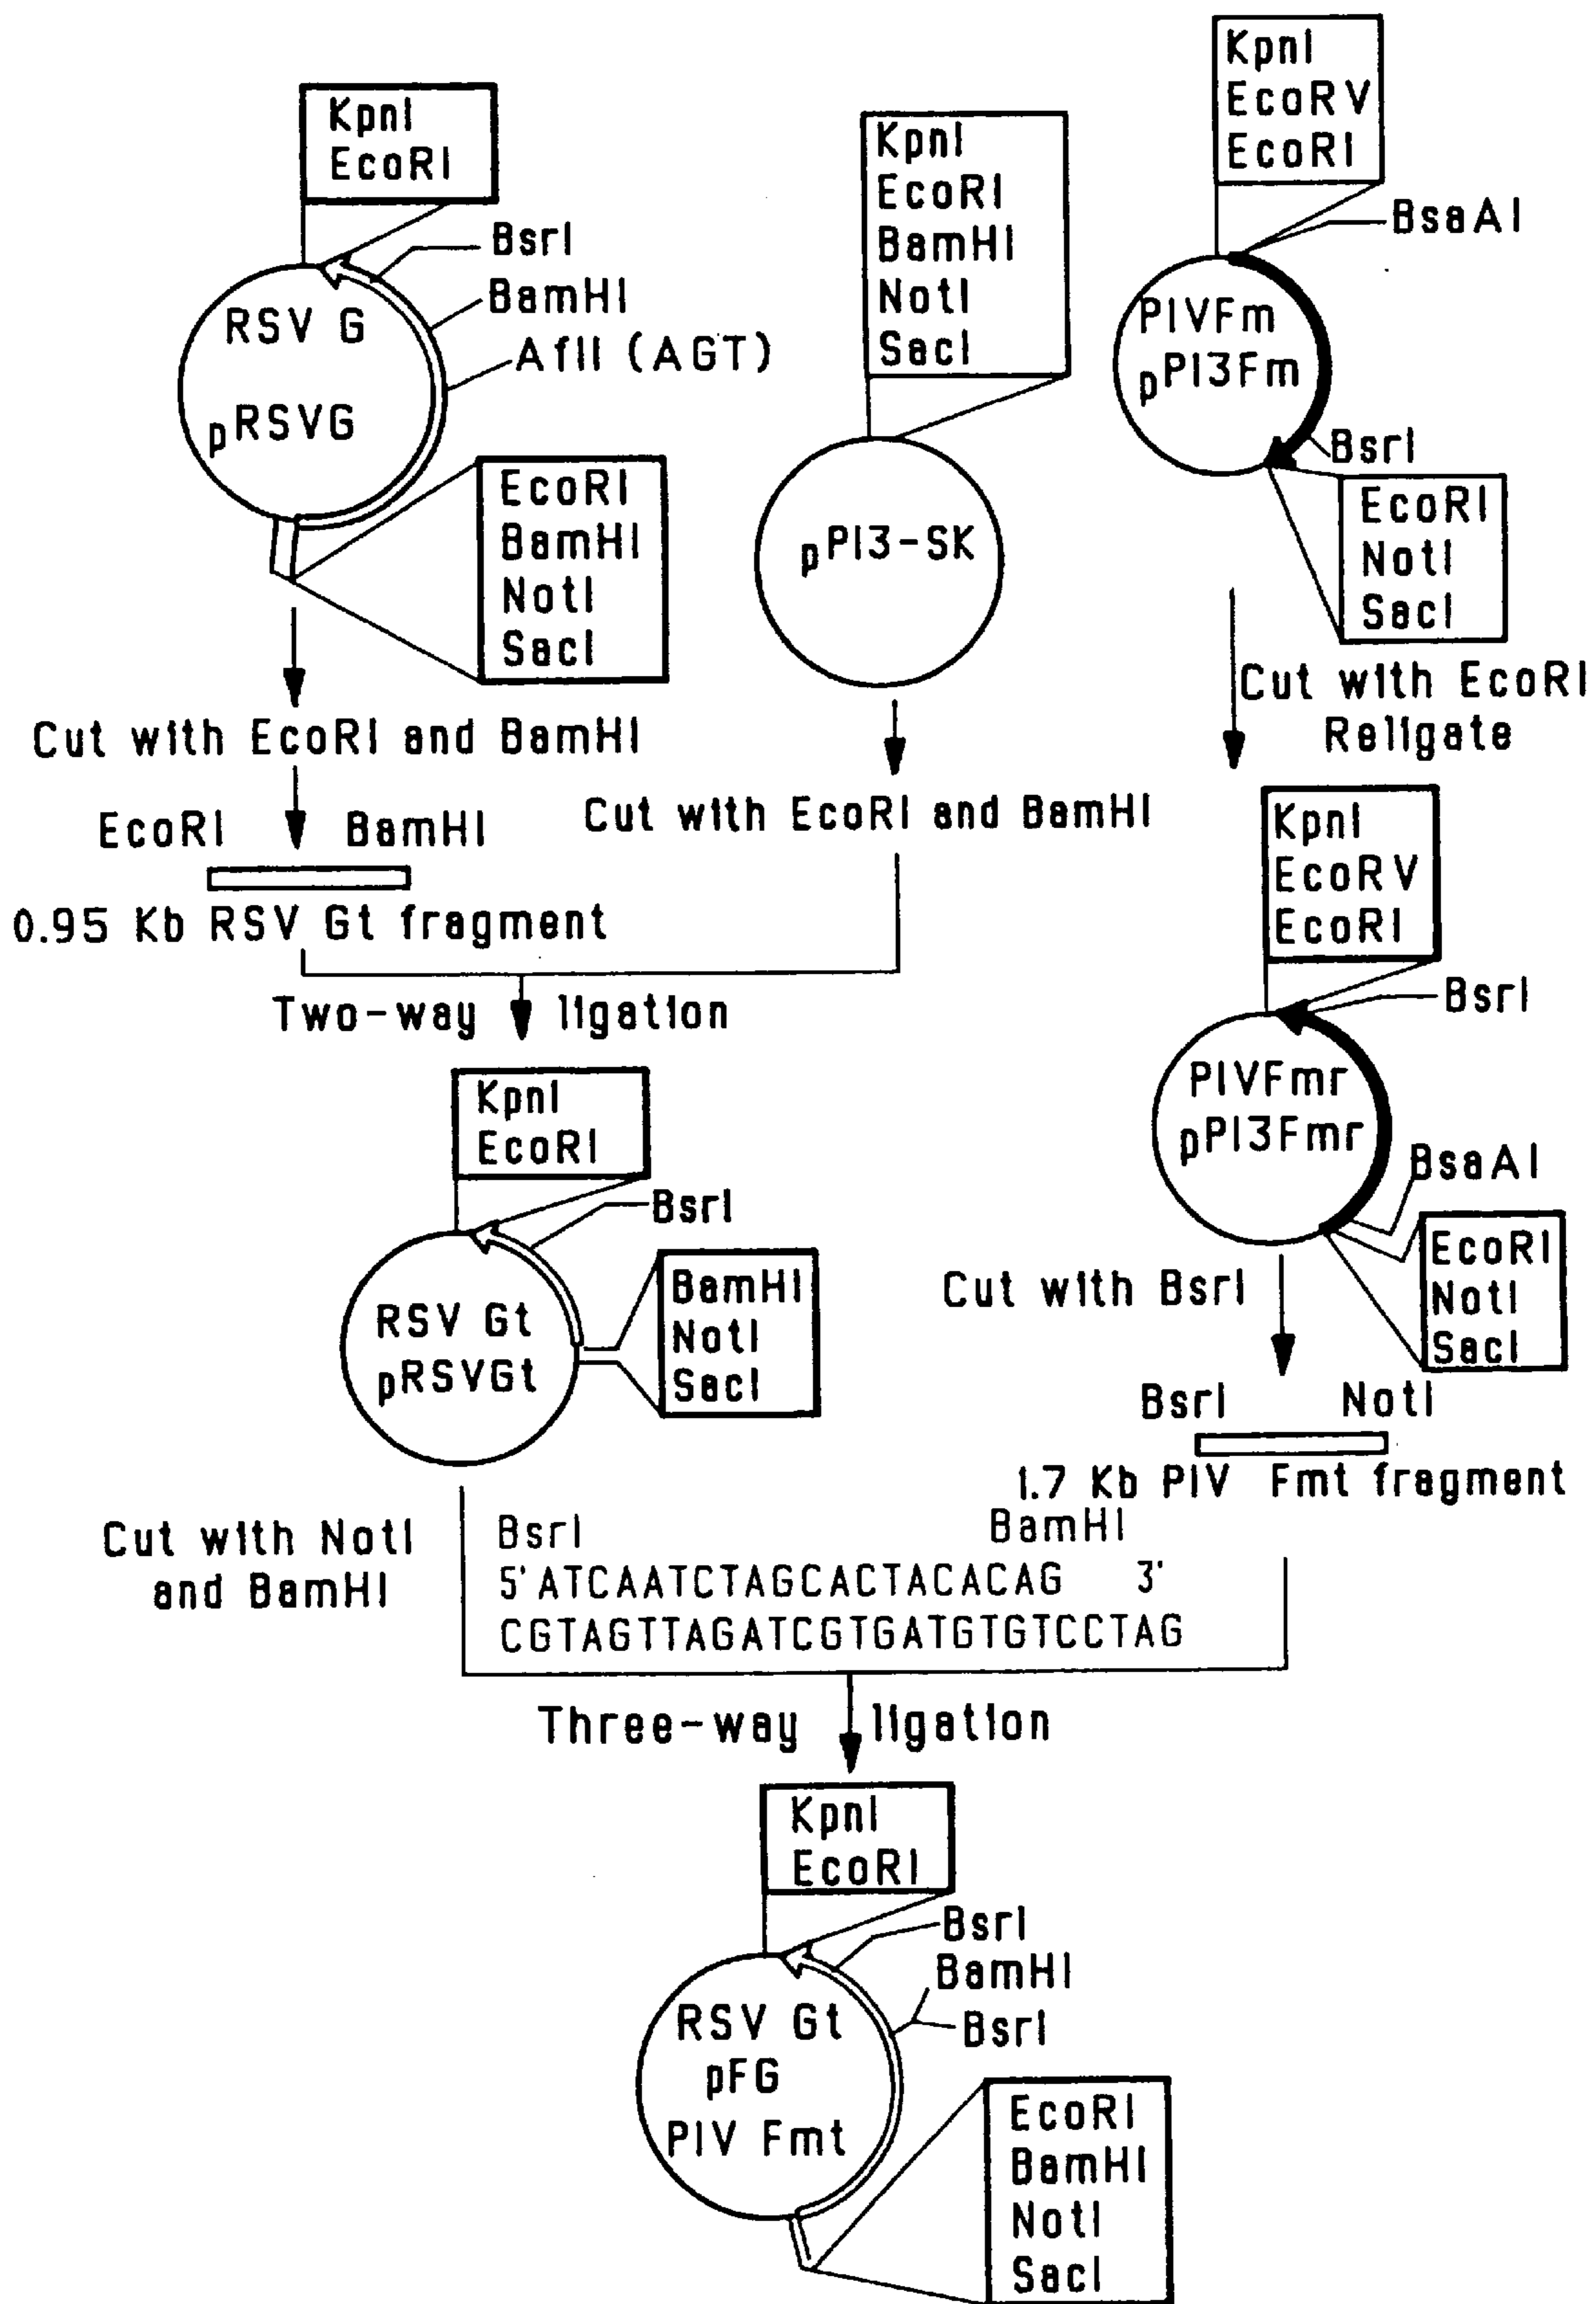 KpnI
EcoRI
BsrI
BamHI
AflII (AGT)
RSV G
pRSVG
EcoRI
BamHI
NotI
SacI
Cut with EcoRI and BamHI
EcoRI BamHI
0.95 Kb RSV Gt fragment
KpnI
EcoRI
BamHI
NotI
SacI
pPI3-SK
Cut with EcoRI and BamHI
KpnI
EcoRV
EcoRI
BsaAI
PIVFm
pPI3Fm
BsrI
EcoRI
NotI
SacI
Cut with EcoRI
Religate
Two-way ligation
KpnI
EcoRI
BsrI
RSV Gt
pRSVGt
BamHI
NotI
SacI
KpnI
EcoRV
EcoRI
BsrI
PIVFmr
pPI3Fmr
BsaAI
EcoRI
NotI
SacI
Cut with BsrI
BsrI NotI
1.7 Kb PIV Fmt fragment
Cut with NotI
and BamHI
BsrI BamHI
5' ATCAATCTAGCACTACACAG 3'
CGTAGTTAGATCGTGATGTGTCCTAG
Three-way ligation
KpnI
EcoRI
BsrI
BamHI
BsrI
RSV Gt
pFG
PIV Fmt
EcoRI
BamHI
NotI
SacI